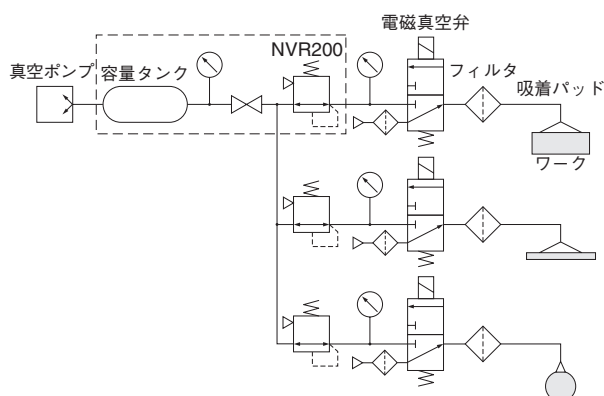 電磁真空弁
NVR200
真空ポンプ
容量タンク
フィルタ
吸着パッド
ワーク